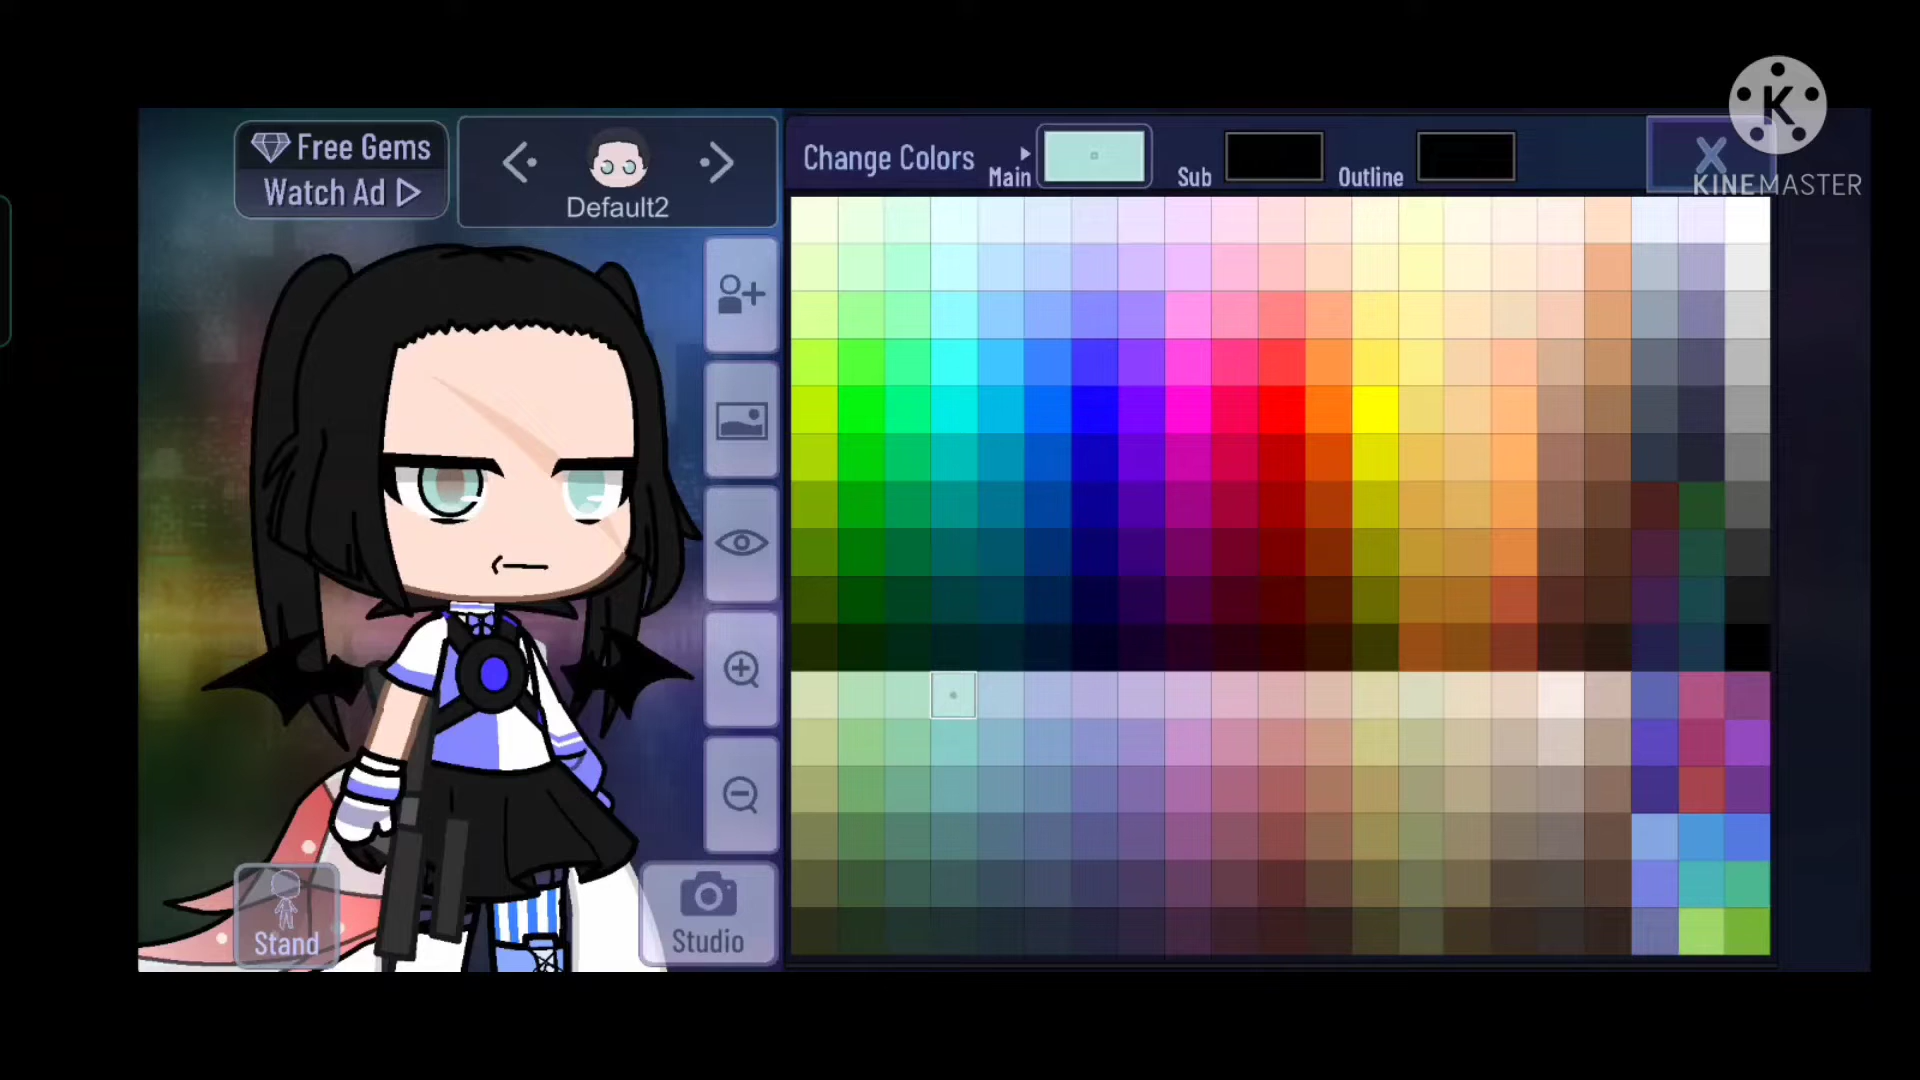 Free Gems
Watch Ad
Default2
Change Colors
Main
Sub
Outline
K
KINEMASTER
Stand
Studio